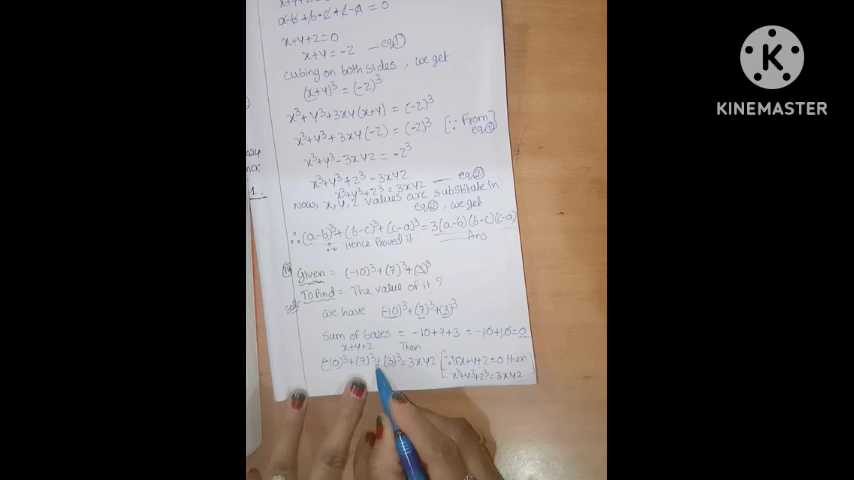 x+y+z=0
a-b+b-c+c-a = 0
x+y+z=0
x+y = -z — eq①
cubing on both sides, we get
(x+y)³ = (-z)³
x³+y³+3xy(x+y) = (-z)³
x³+y³+3xy(-z) = (-z)³ [∵ From eq①]
x³+y³-3xyz = -z³
x³+y³+z³-3xyz
x³+y³+z³ = 3xyz — eq②
Now, x, y, z values are substitute in
eq②, we get
∴ (a-b)³+(b-c)³+(c-a)³ = 3(a-b)(b-c)(c-a)
∴ Hence Proved it Ans
Given = (-10)³+(7)³+(3)³
To Find = The value of it?
Sol:- we have (-10)³+(7)³+(3)³
Sum of bases = -10+7+3 = -10+10=0
x+y+z Then
(-10)³+(7)³+(3)³ = 3xyz [∵ If x+y+z=0 then
x³+y³+z³=3xyz]
1.
K
KINEMASTER